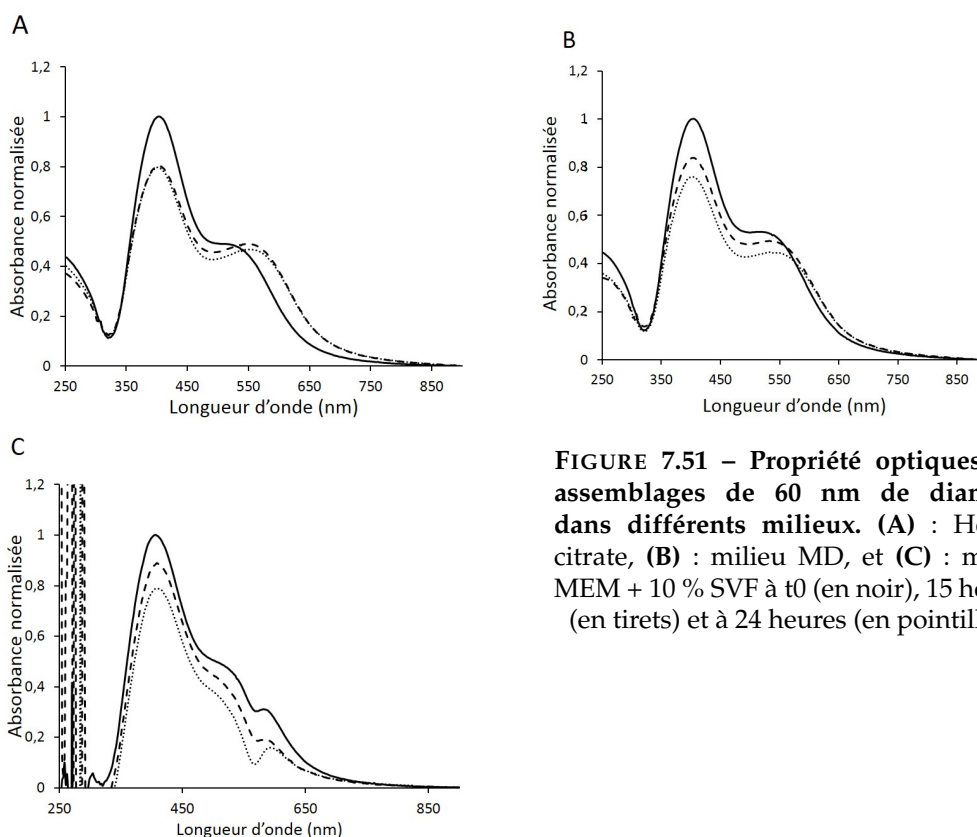 A
1,2
1
0,8
0,6
0,4
0,2
0
Absorbance normalisée
250 350 450 550 650 750 850
Longueur d'onde (nm)
B
1,2
1
0,8
0,6
0,4
0,2
0
Absorbance normalisée
250 350 450 550 650 750 850
Longueur d'onde (nm)
C
1,2
1
0,8
0,6
0,4
0,2
0
Absorbance normalisée
250 450 650 850
Longueur d'onde (nm)
FIGURE 7.51 – Propriété optiques
assemblages de 60 nm de
dans différents milieux. (A) :
citrate, (B) : milieu MD, et (C) :
MEM + 10 % SVF à t0 (en noir), 15
(en tirets) et à 24 heures (en